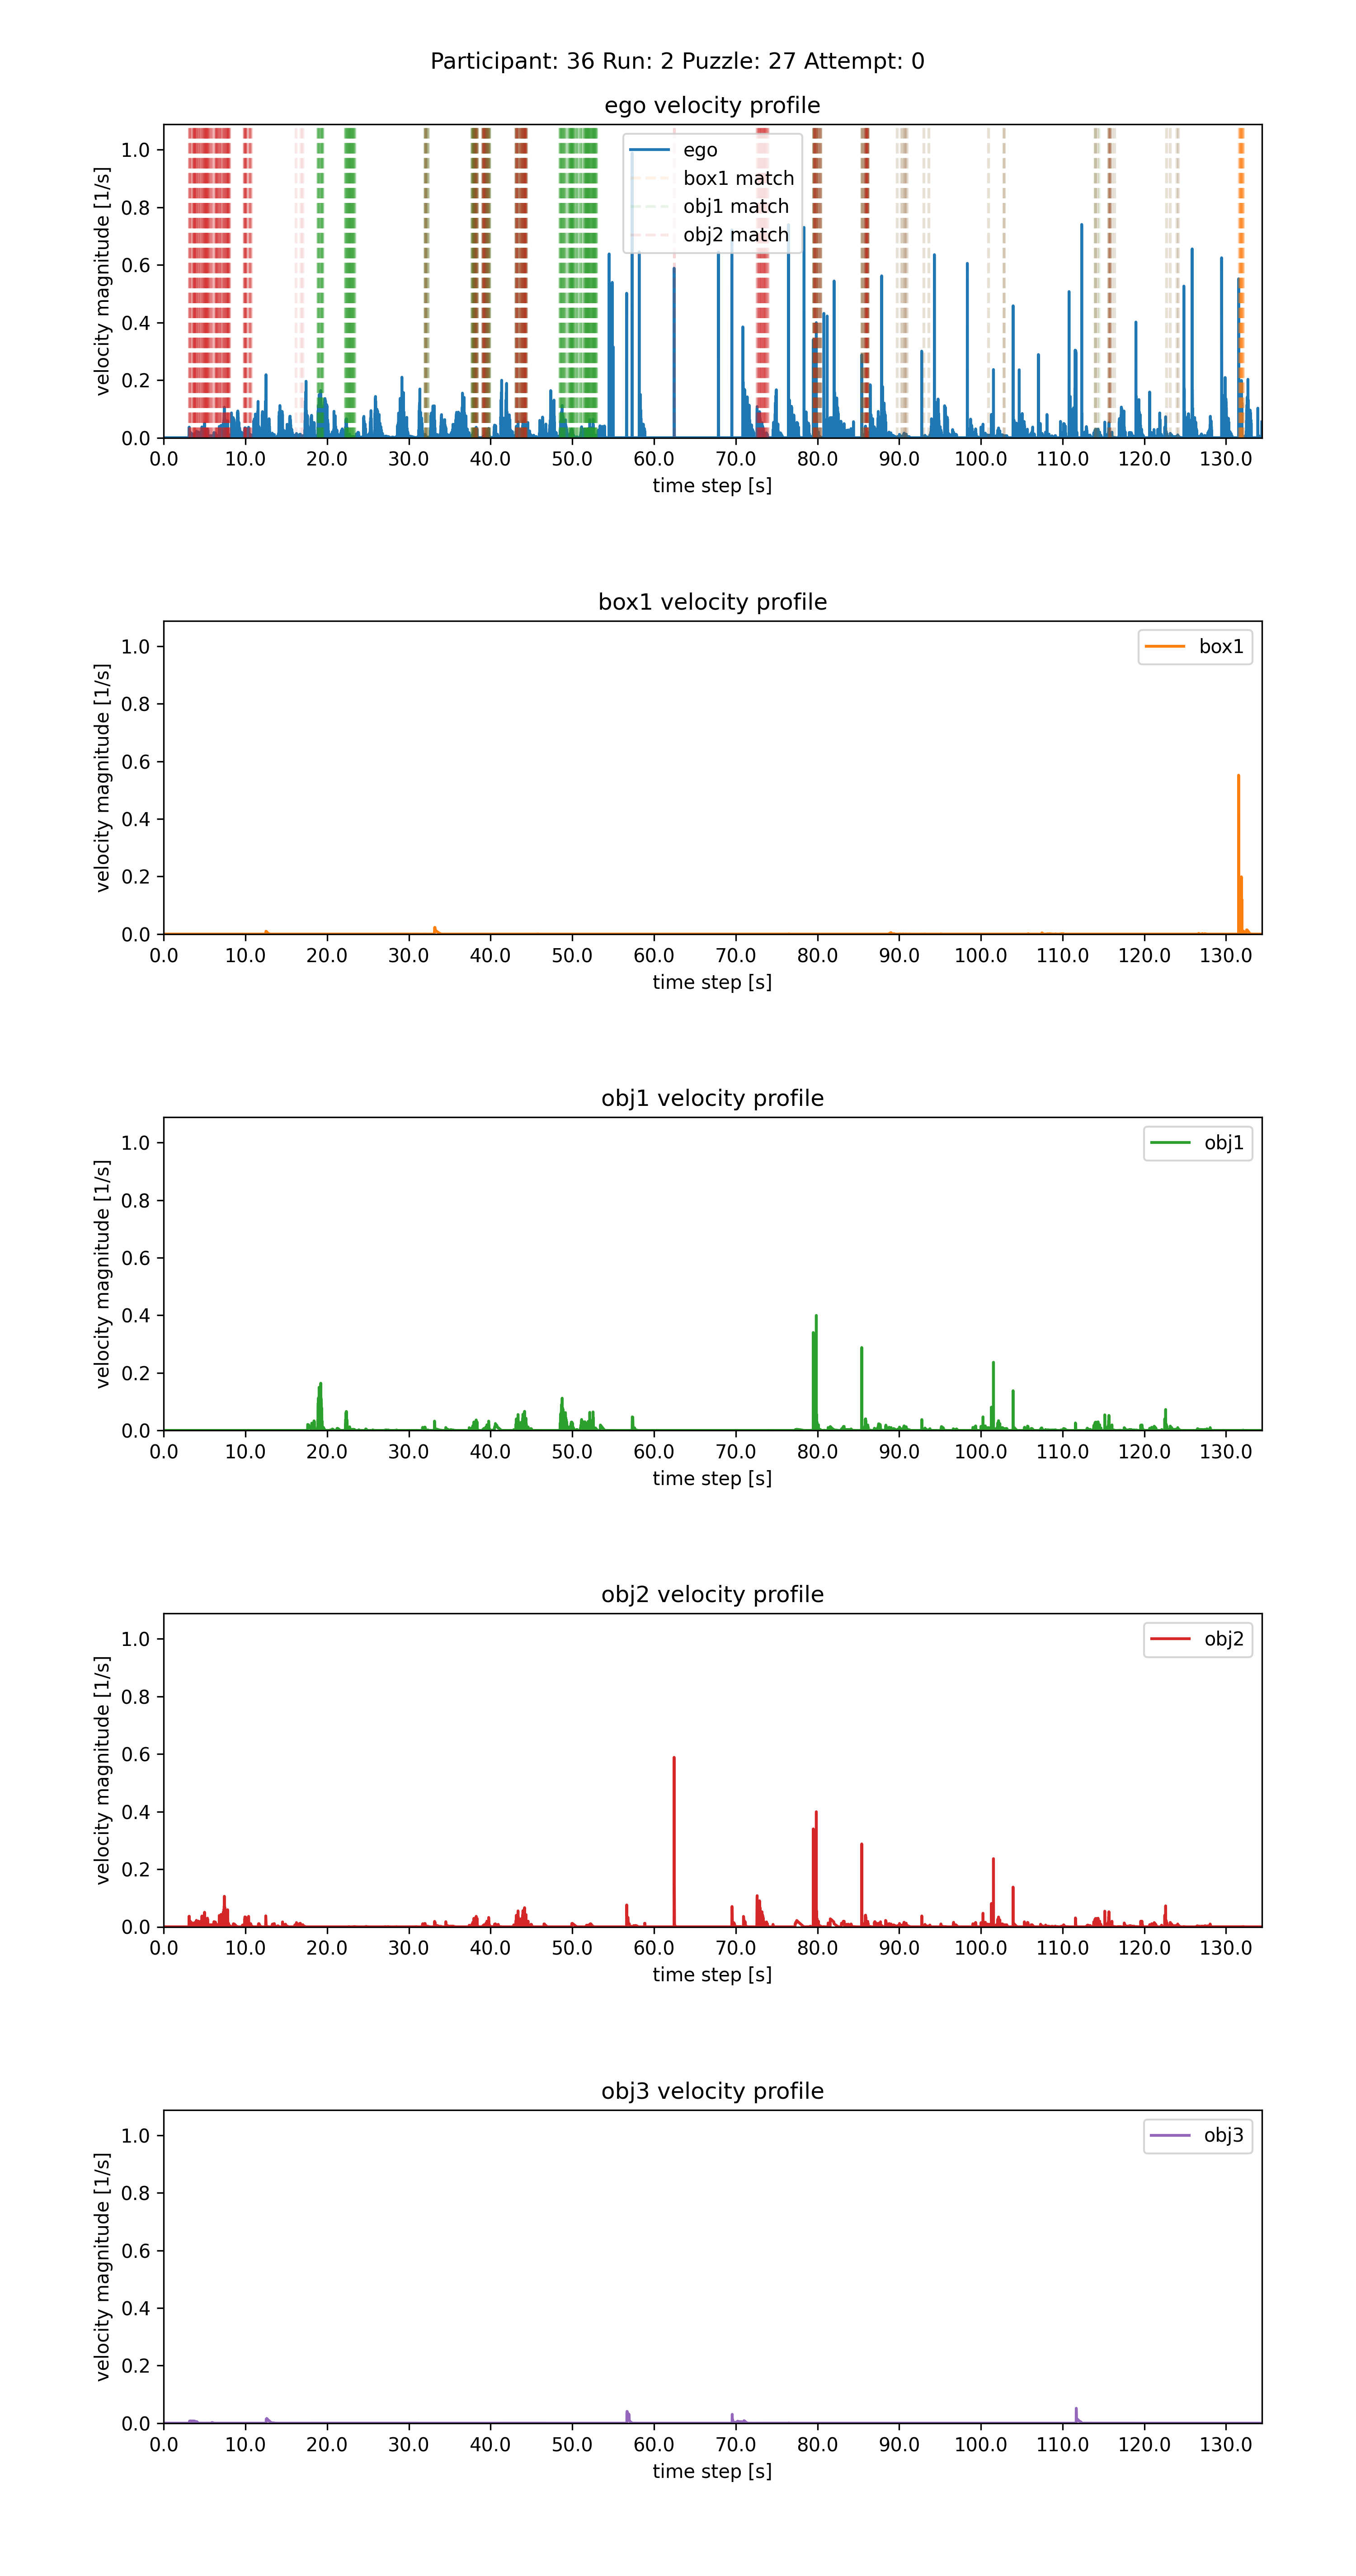 Participant: 36 Run: 2 Puzzle: 27 Attempt: 0
ego velocity profile
velocity magnitude [1/s]
1.0
0.8
0.6
0.4
0.2
0.0
ego
box1 match
obj1 match
obj2 match
0.0 10.0 20.0 30.0 40.0 50.0 60.0 70.0 80.0 90.0 100.0 110.0 120.0 130.0
time step [s]
box1 velocity profile
velocity magnitude [1/s]
1.0
0.8
0.6
0.4
0.2
0.0
box1
0.0 10.0 20.0 30.0 40.0 50.0 60.0 70.0 80.0 90.0 100.0 110.0 120.0 130.0
time step [s]
obj1 velocity profile
velocity magnitude [1/s]
1.0
0.8
0.6
0.4
0.2
0.0
obj1
0.0 10.0 20.0 30.0 40.0 50.0 60.0 70.0 80.0 90.0 100.0 110.0 120.0 130.0
time step [s]
obj2 velocity profile
velocity magnitude [1/s]
1.0
0.8
0.6
0.4
0.2
0.0
obj2
0.0 10.0 20.0 30.0 40.0 50.0 60.0 70.0 80.0 90.0 100.0 110.0 120.0 130.0
time step [s]
obj3 velocity profile
velocity magnitude [1/s]
1.0
0.8
0.6
0.4
0.2
0.0
obj3
0.0 10.0 20.0 30.0 40.0 50.0 60.0 70.0 80.0 90.0 100.0 110.0 120.0 130.0
time step [s]